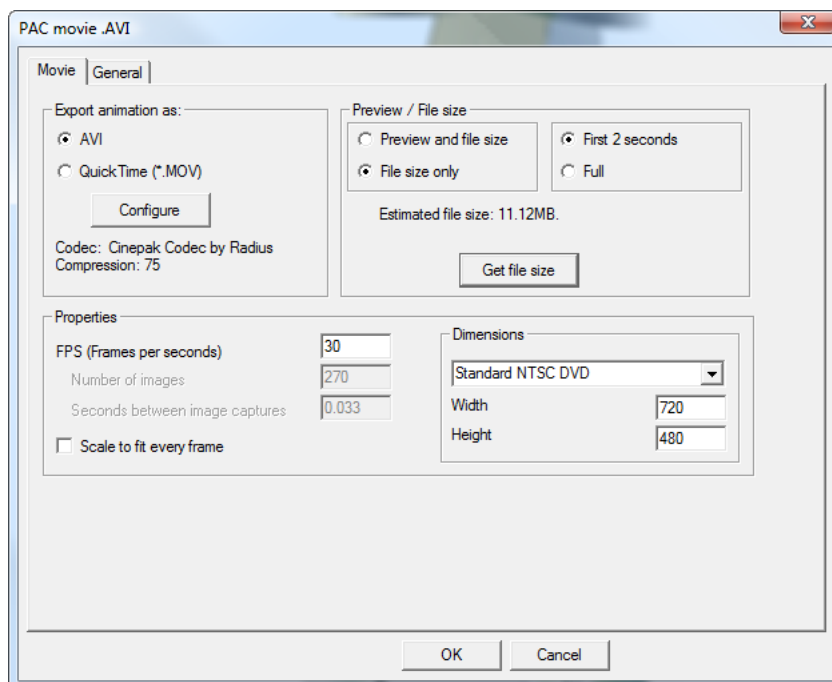 PAC movie .AVI
Movie
General
Export animation as:
AVI
QuickTime (*.MOV)
Configure
Codec: Cinepak Codec by Radius
Compression: 75
Preview / File size
Preview and file size
File size only
First 2 seconds
Full
Estimated file size: 11.12MB.
Get file size
Properties
FPS (Frames per seconds) 30
Number of images 270
Seconds between image captures 0.033
Scale to fit every frame
Dimensions
Standard NTSC DVD
Width 720
Height 480
OK
Cancel